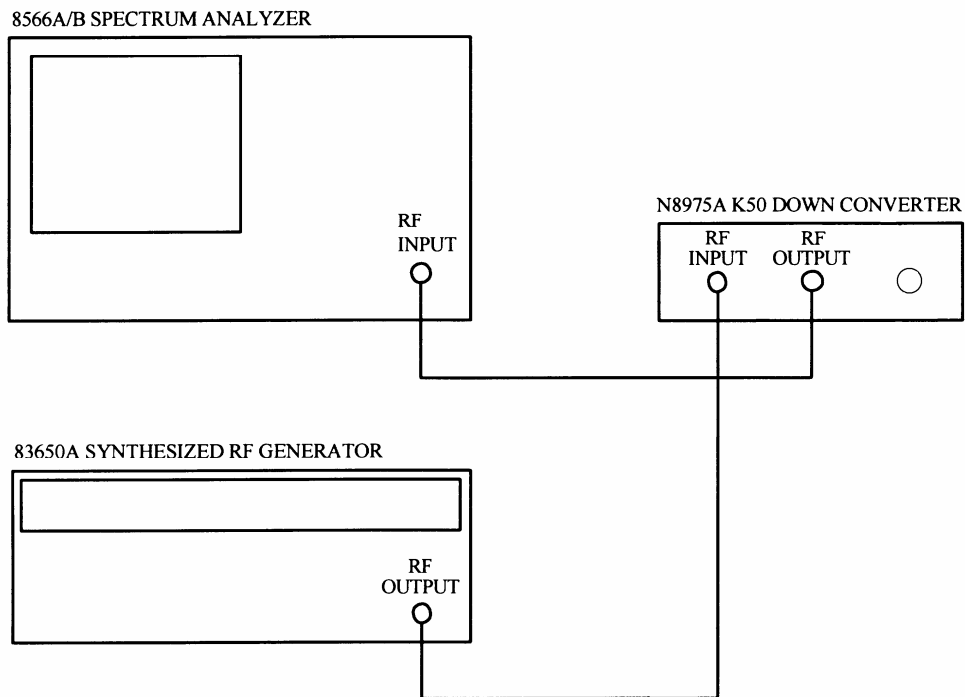 8566A/B SPECTRUM ANALYZER
RF
INPUT
N8975A K50 DOWN CONVERTER
RF
INPUT
RF
OUTPUT
83650A SYNTHESIZED RF GENERATOR
RF
OUTPUT